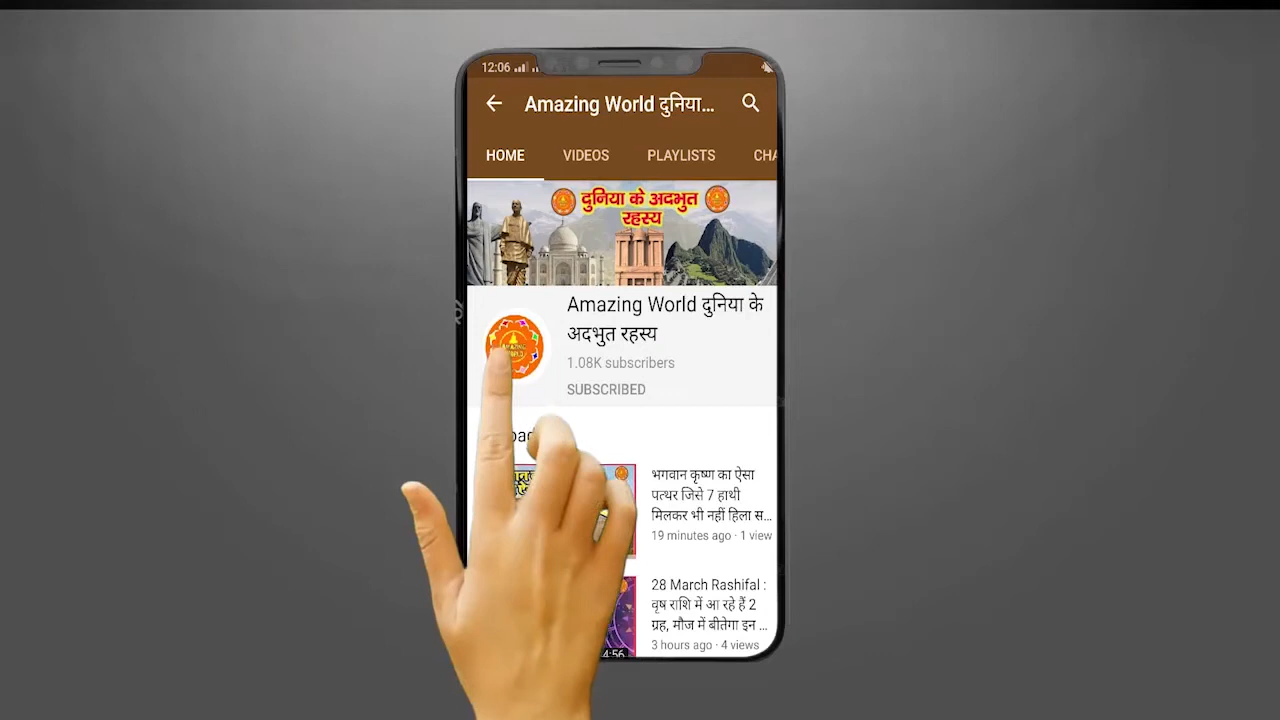 12:06
Amazing World दुनिया...
HOME VIDEOS PLAYLISTS CHA
दुनिया के अदभुत
रहस्य
Amazing World दुनिया के
अदभुत रहस्य
1.08K subscribers
SUBSCRIBED
भगवान कृष्ण का ऐसा
पत्थर जिसे 7 हाथी
मिलकर भी नहीं हिला स...
19 minutes ago · 1 view
28 March Rashifal :
वृष राशि में आ रहे हैं 2
ग्रह, मौज में बीतेगा इन ...
3 hours ago · 4 views
4:56